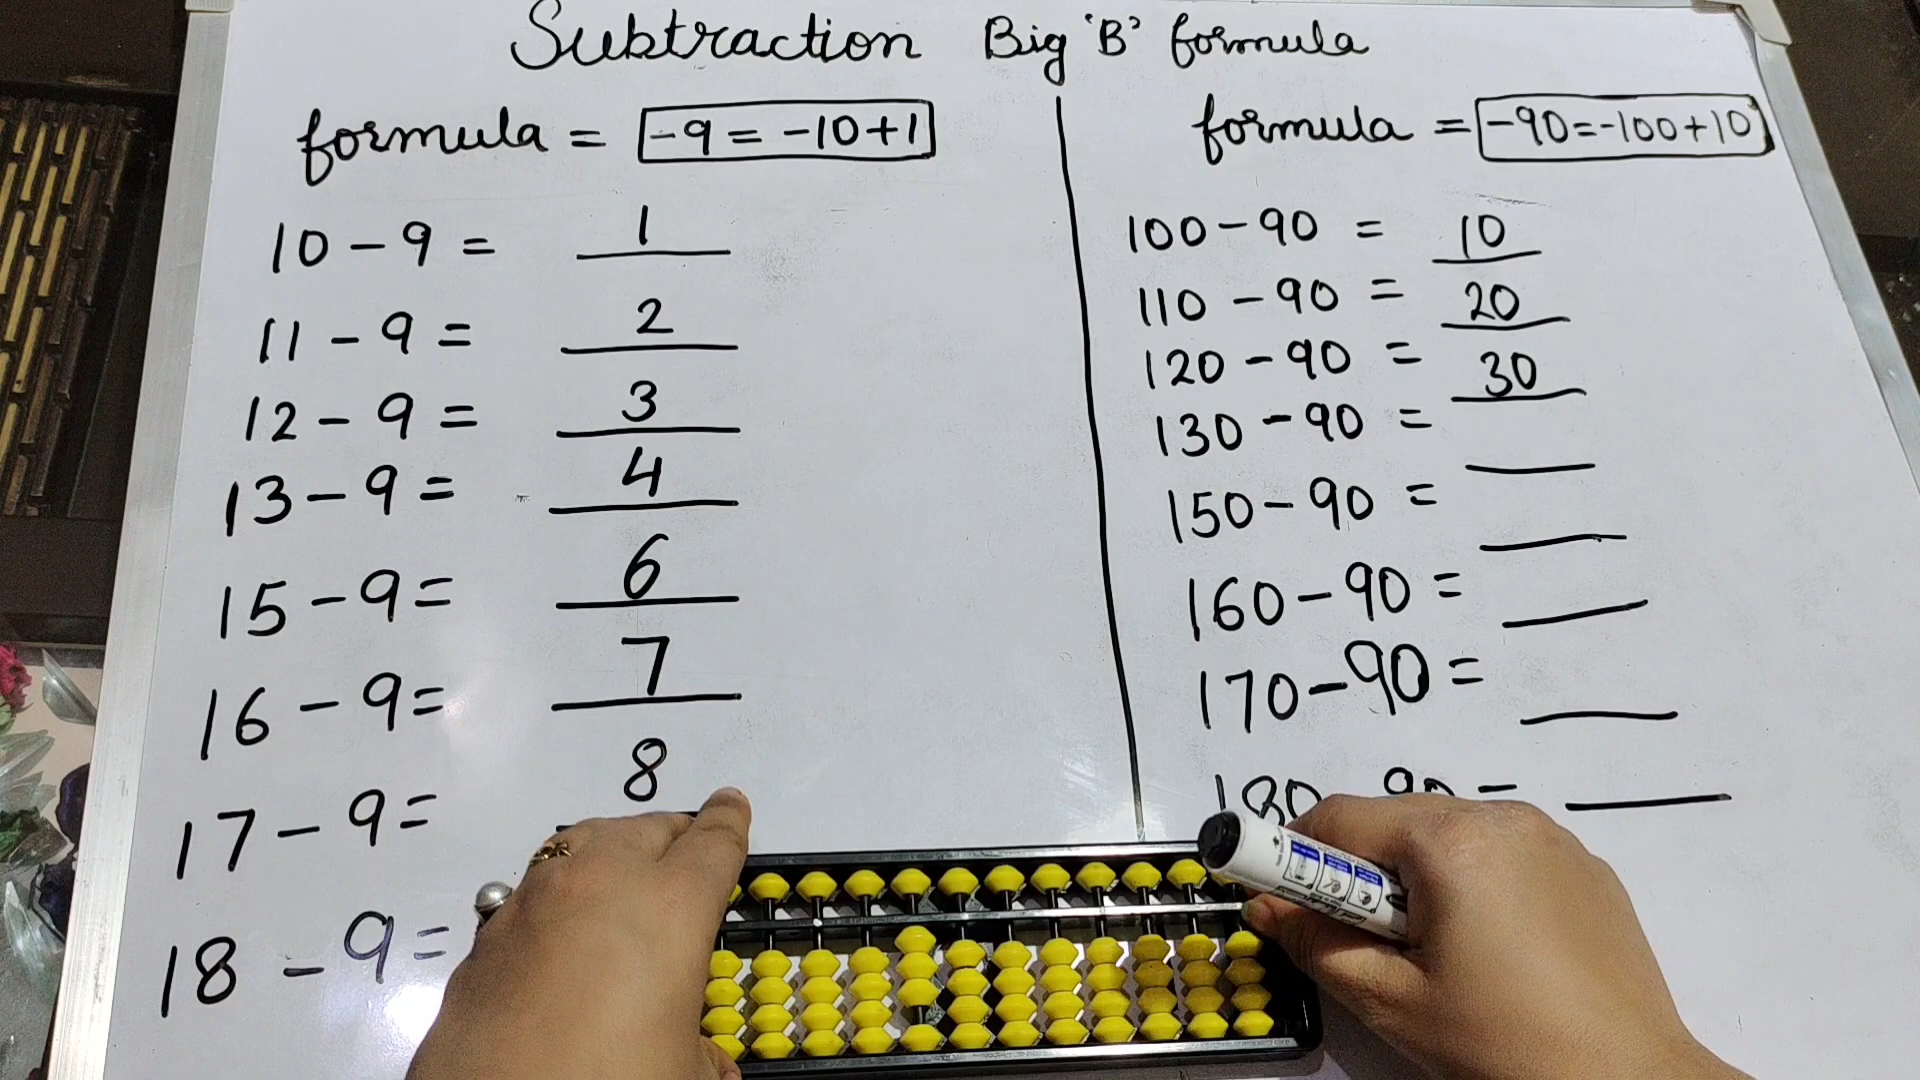 Subtraction Big 'B' formula
formula = -9 = -10+1
10 - 9 = 1
11 - 9 = 2
12 - 9 = 3
13 - 9 = 4
15 - 9 = 6
16 - 9 = 7
17 - 9 = 8
18 - 9 =
formula = -90 = -100+10
100 - 90 = 10
110 - 90 = 20
120 - 90 = 30
130 - 90 =
150 - 90 =
160 - 90 =
170 - 90 =
180 - 90 =